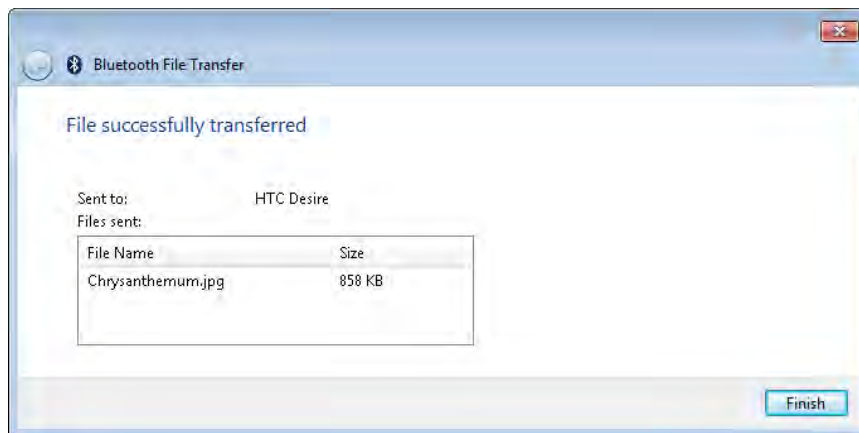 Bluetooth File Transfer
File successfully transferred
Sent to: HTC Desire
Files sent:
File Name Size
Chrysanthemum.jpg 858 KB
Finish